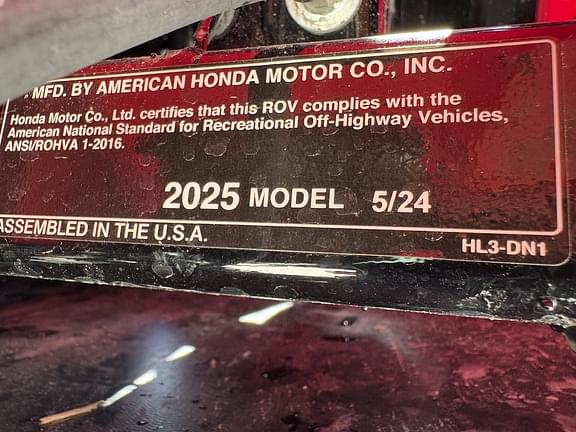 MFD. BY AMERICAN HONDA MOTOR CO., INC.
Honda Motor Co., Ltd. certifies that this ROV complies with the
American National Standard for Recreational Off-Highway Vehicles,
ANSI/ROHVA 1-2016.
2025 MODEL 5/24
ASSEMBLED IN THE U.S.A.
HL3-DN1